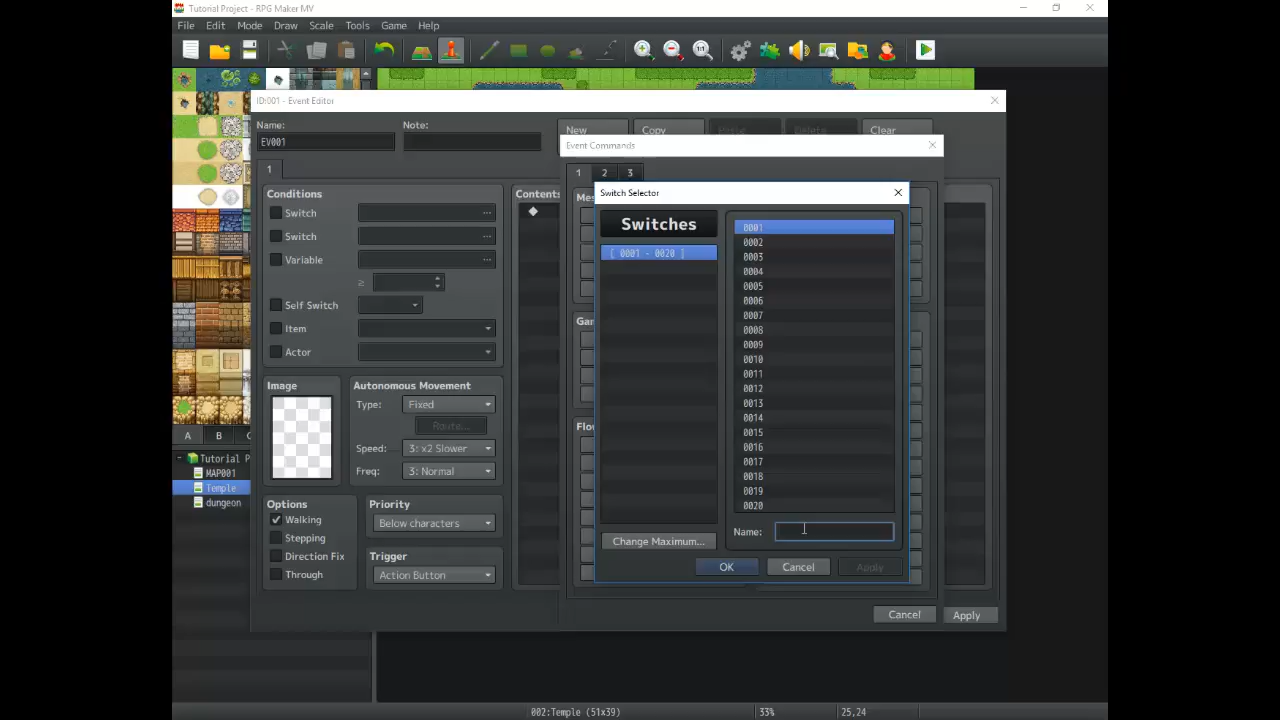 Tutorial Project - RPG Maker MV
File Edit Mode Draw Scale Tools Game Help
ID:001 - Event Editor
Name:
Note:
EV001
New
Copy
Clear
Event Commands
1
1 2 3
Conditions
Switch
Switch
Variable
≥
Self Switch
Item
Actor
Contents
Switch Selector
Switches
[ 0001 - 0020 ]
0001
0002
0003
0004
0005
0006
0007
0008
0009
0010
0011
0012
0013
0014
0015
0016
0017
0018
0019
0020
Name:
Change Maximum...
OK
Cancel
Apply
Image
Autonomous Movement
Type: Fixed
Route...
Speed: 3: x2 Slower
Freq: 3: Normal
Options
Walking
Stepping
Direction Fix
Through
Priority
Below characters
Trigger
Action Button
Cancel
Apply
A B
Tutorial P
MAP001
Temple
dungeon
002:Temple (51x39)
33%
25,24